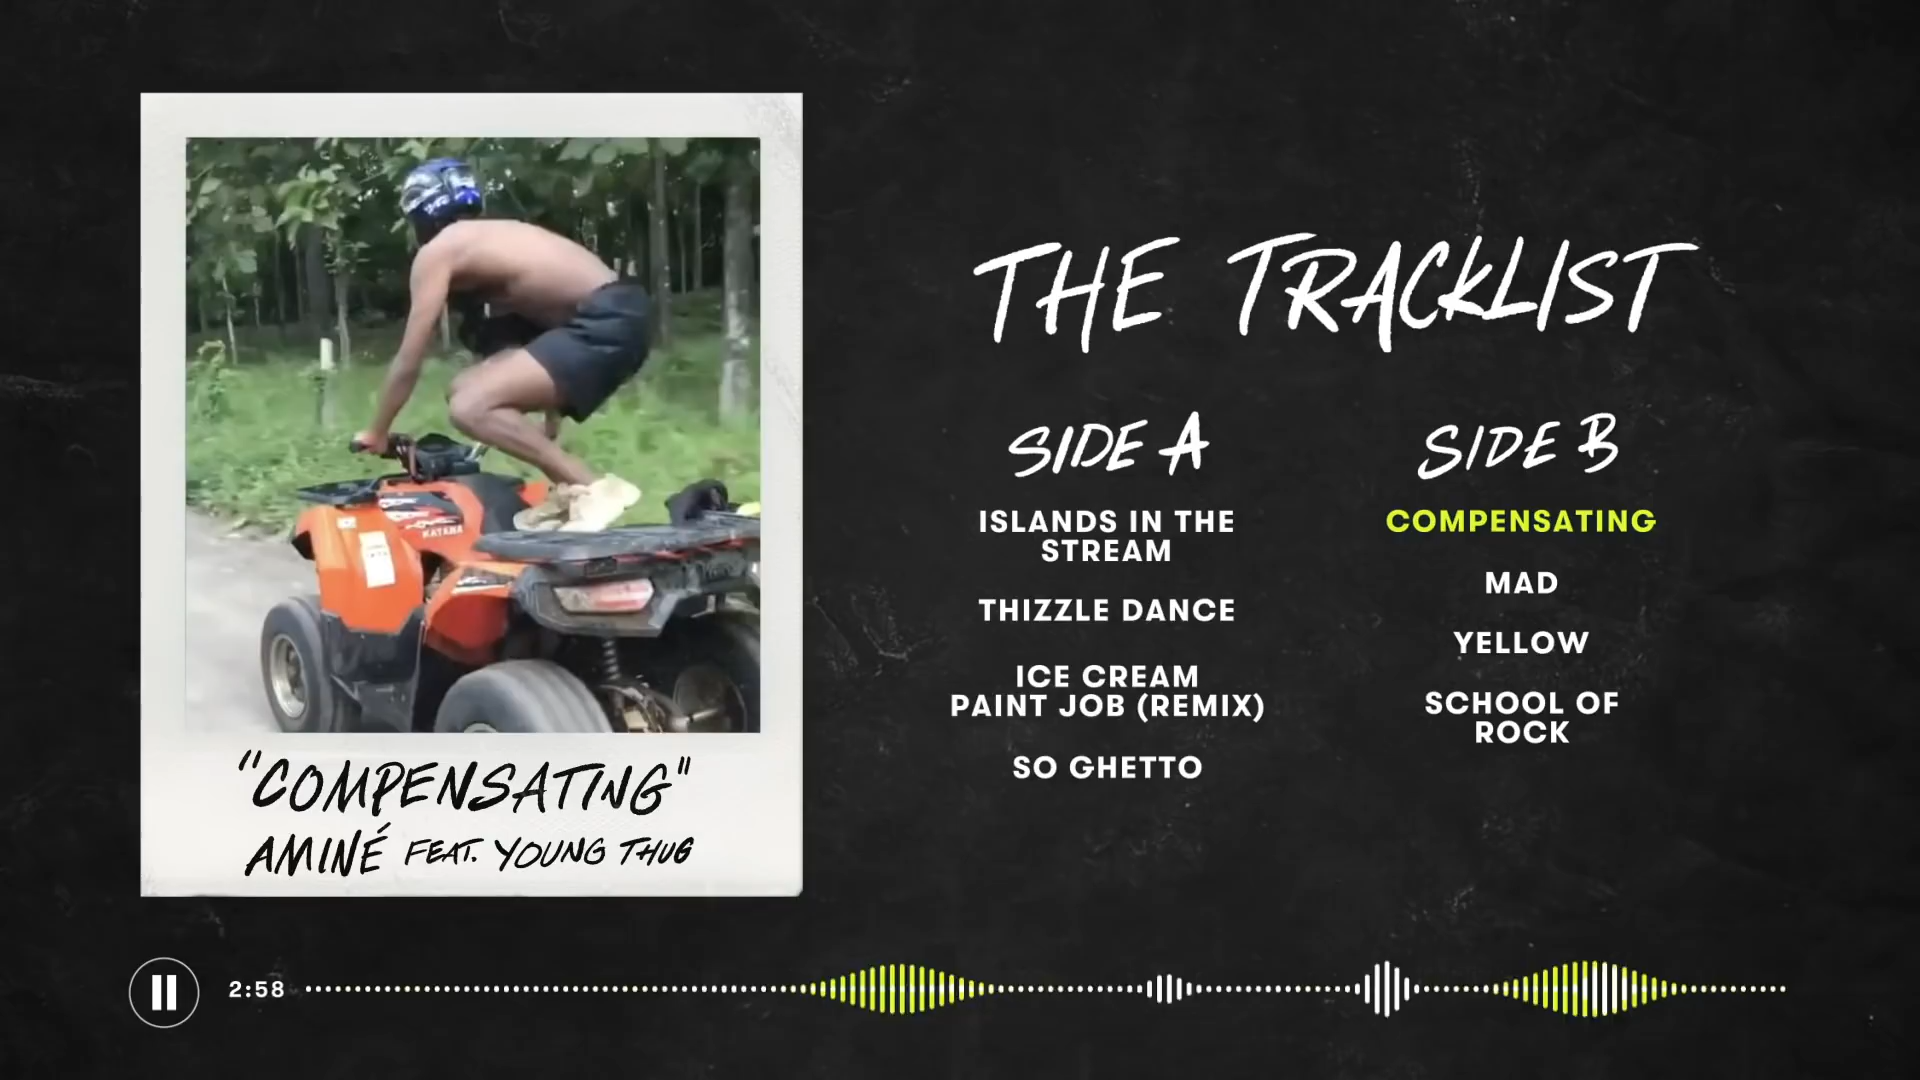 KATANA
"COMPENSATING"
AMINÉ FEAT. YOUNG THUG
THE TRACKLIST
SIDE A
ISLANDS IN THE
STREAM
THIZZLE DANCE
ICE CREAM
PAINT JOB (REMIX)
SO GHETTO
SIDE B
COMPENSATING
MAD
YELLOW
SCHOOL OF
ROCK
2:58